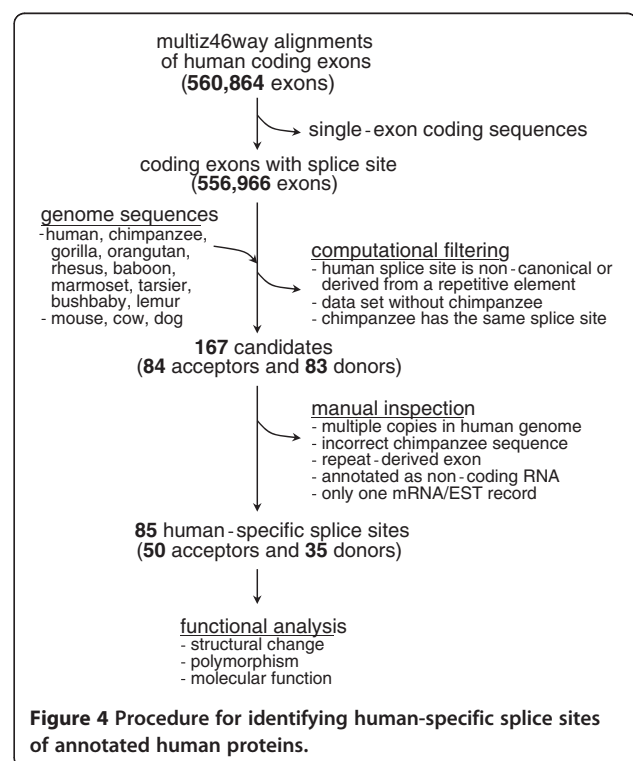 multiz46way alignments
of human coding exons
(560,864 exons)
single-exon coding sequences
coding exons with splice site
(556,966 exons)
genome sequences
-human, chimpanzee,
gorilla, orangutan,
rhesus, baboon,
marmoset, tarsier,
bushbaby, lemur
- mouse, cow, dog
computational filtering
- human splice site is non-canonical or
derived from a repetitive element
- data set without chimpanzee
- chimpanzee has the same splice site
167 candidates
(84 acceptors and 83 donors)
manual inspection
- multiple copies in human genome
- incorrect chimpanzee sequence
- repeat-derived exon
- annotated as non-coding RNA
- only one mRNA/EST record
85 human-specific splice sites
(50 acceptors and 35 donors)
functional analysis
- structural change
- polymorphism
- molecular function
Figure 4 Procedure for identifying human-specific splice sites
of annotated human proteins.